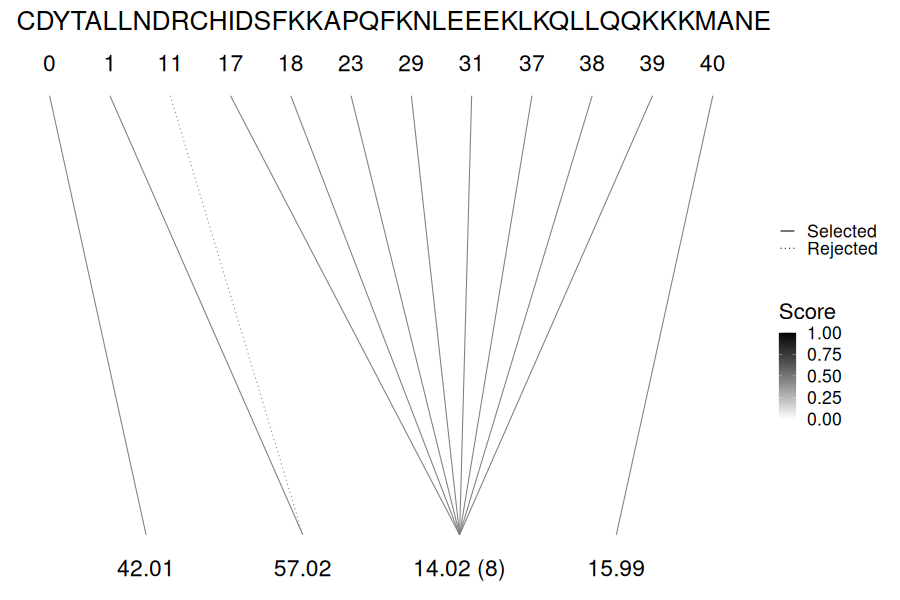 CDYTALLNDRCHIDSFKKAPQFKNLEEEKLKQLLQQKKKMANE
0 1 11 17 18 23 29 31 37 38 39 40
Selected
Rejected
Score
1.00
0.75
0.50
0.25
0.00
42.01 57.02 14.02 (8) 15.99